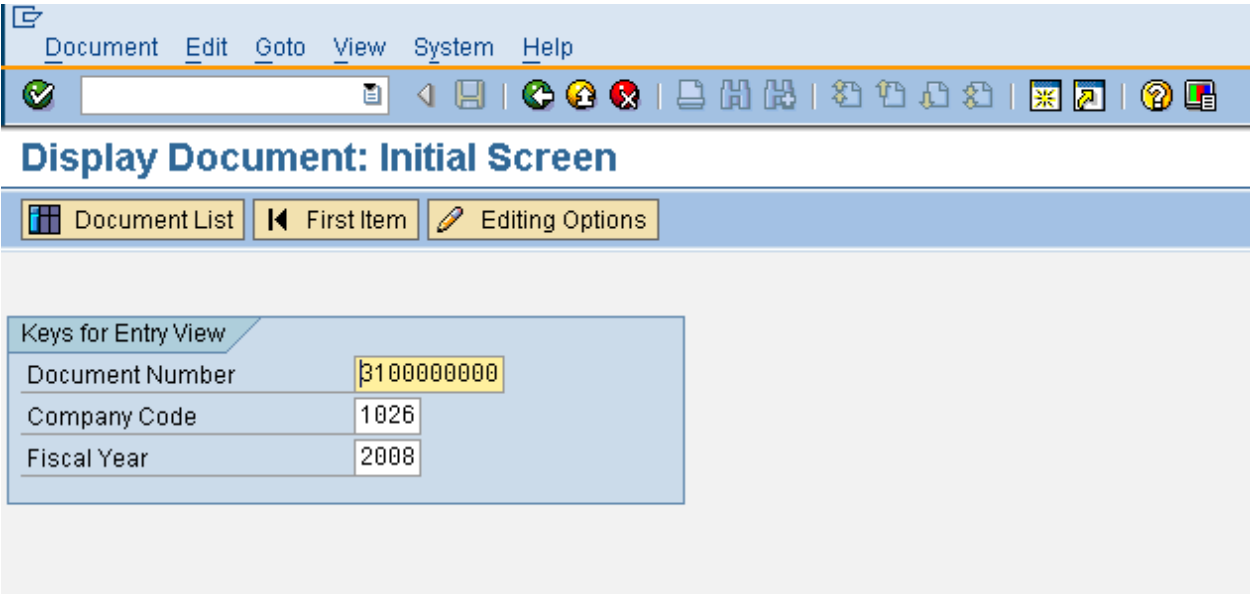 Document Edit Goto View System Help
Display Document: Initial Screen
Document List First Item Editing Options
Keys for Entry View
Document Number 3100000000
Company Code 1026
Fiscal Year 2008